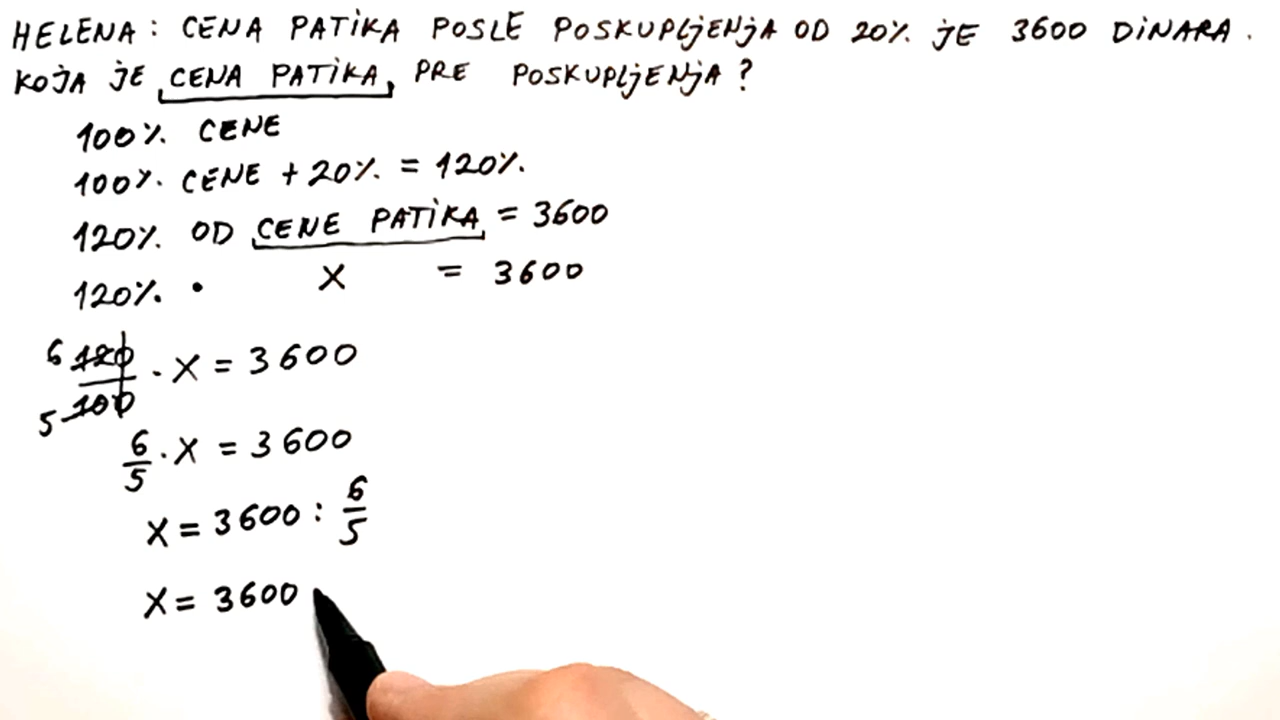 HELENA: CENA PATIKA POSLE POSKUPLJENJA OD 20% JE 3600 DINARA.
KOJA JE CENA PATIKA PRE POSKUPLJENJA?
100% CENE
100% CENE + 20% = 120%
120% OD CENE PATIKA = 3600
120% · X = 3600
6 120/5 100 · X = 3600
6/5 · X = 3600
X = 3600 : 6/5
X = 3600